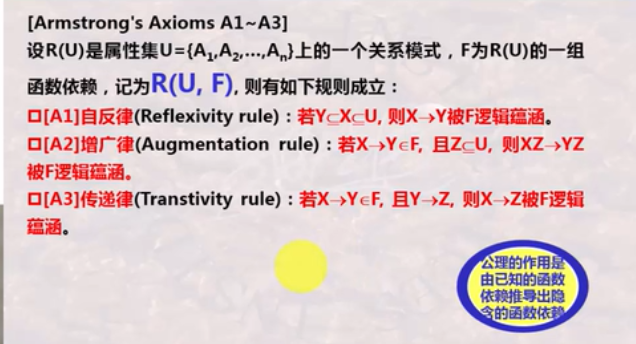 [Armstrong's Axioms A1~A3]
设R(U)是属性集U={A₁,A₂,...,Aₙ}上的一个关系模式，F为R(U)的一组
函数依赖，记为R(U, F), 则有如下规则成立：
□[A1]自反律(Reflexivity rule)：若Y⊆X⊆U, 则X→Y被F逻辑蕴涵。
□[A2]增广律(Augmentation rule)：若X→Y∈F, 且Z⊆U, 则XZ→YZ
被F逻辑蕴涵。
□[A3]传递律(Transtivity rule)：若X→Y∈F, 且Y→Z, 则X→Z被F逻辑
蕴涵。
公理的作用是
由已知的函数
依赖推导出隐
含的函数依赖